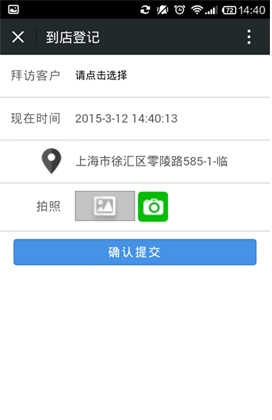 72 14:40
到店登记
拜访客户 请点击选择
现在时间 2015-3-12 14:40:13
上海市徐汇区零陵路585-1-临
拍照
确认提交